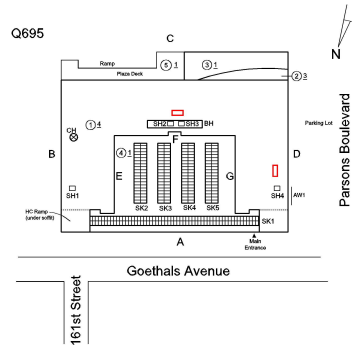 Q695
C
N
Ramp
Plaza Deck
5 1
3 1
2 3
SH2
SH3
BH
1 4
CH
F
Parking Lot
Parsons Boulevard
4 1
B
D
E
G
SH1
SH4
AW1
SK2
SK3
SK4
SK5
HC Ramp
(under soffit)
SK1
A
Main
Entrance
Goethals Avenue
161st Street